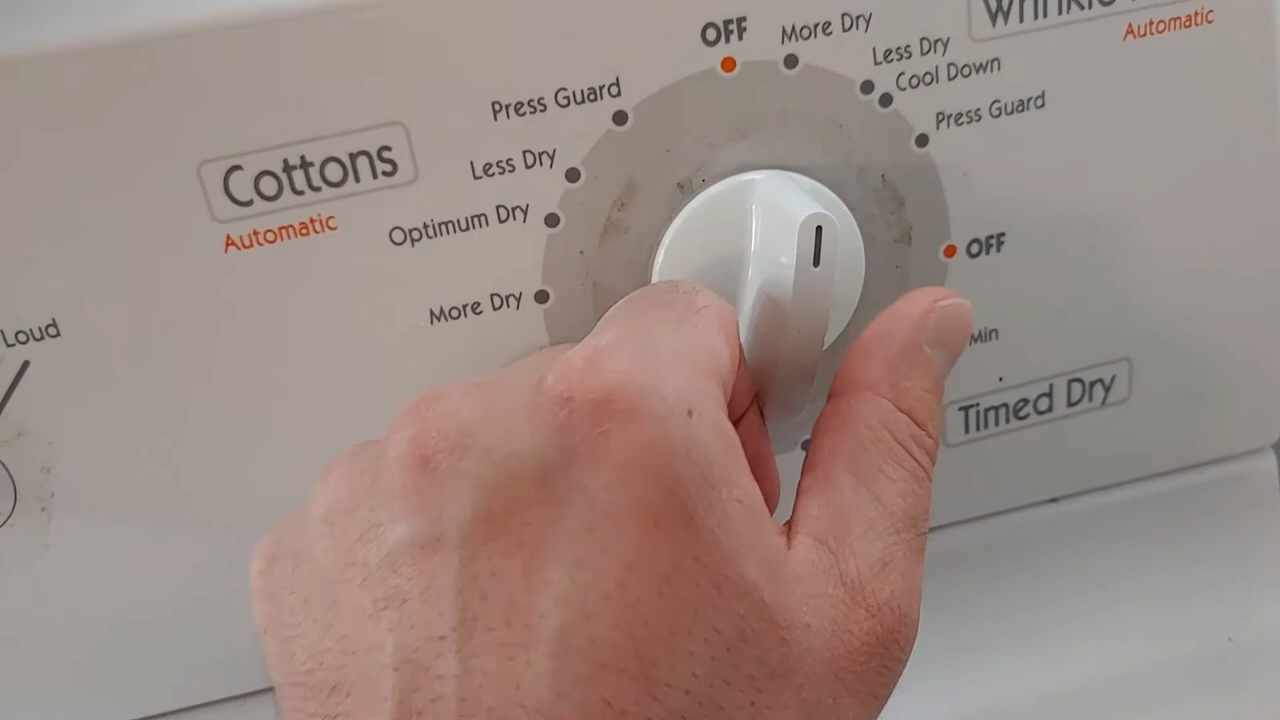 OFF
More Dry
Less Dry
Cool Down
Press Guard
OFF
Min
Timed Dry
Automatic
Press Guard
Less Dry
Optimum Dry
More Dry
Cottons
Automatic
Loud